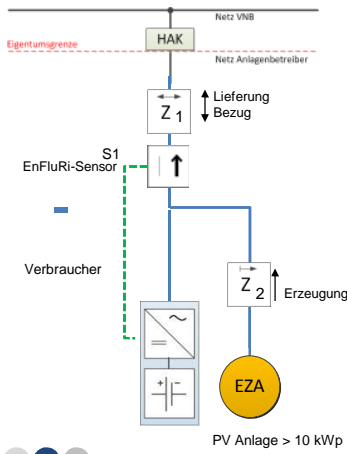 Netz VNB
HAK
Eigentumsgrenze
Netz Anlagenbetreiber
Z 1
Lieferung
Bezug
S1
EnFluRi-Sensor
Verbraucher
Z 2
Erzeugung
EZA
PV Anlage > 10 kWp